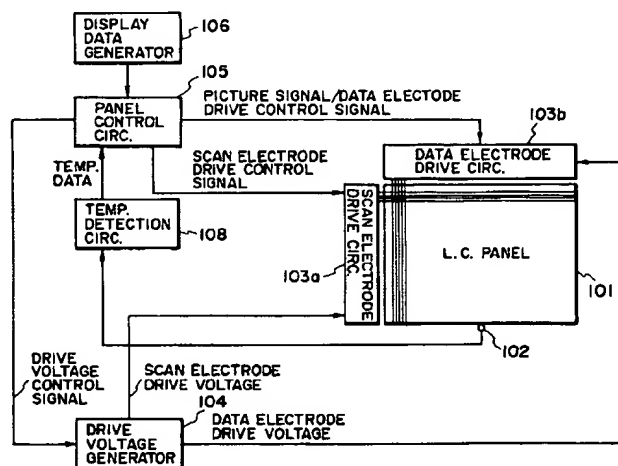 DISPLAY
DATA
GENERATOR
106
105
PANEL
CONTROL
CIRC.
PICTURE SIGNAL/DATA ELECTODE
DRIVE CONTROL SIGNAL
103b
DATA ELECTRODE
DRIVE CIRC.
TEMP.
DATA
SCAN ELECTRODE
DRIVE CONTROL
SIGNAL
TEMP.
DETECTION
CIRC.
108
SCAN ELECTRODE
DRIVE CIRC.
103a
L.C. PANEL
101
102
DRIVE
VOLTAGE
CONTROL
SIGNAL
SCAN ELECTRODE
DRIVE VOLTAGE
104
DRIVE
VOLTAGE
GENERATOR
DATA ELECTRODE
DRIVE VOLTAGE